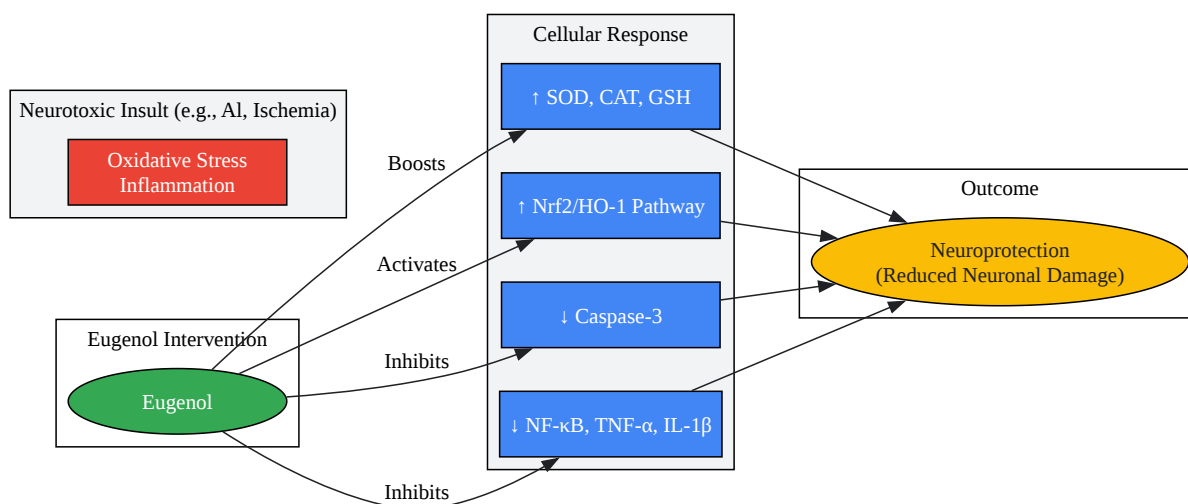 Neurotoxic Insult (e.g., Al, Ischemia)
Oxidative Stress
Inflammation
Eugenol Intervention
Eugenol
Boosts
Activates
Inhibits
Inhibits
Cellular Response
↑ SOD, CAT, GSH
↑ Nrf2/HO-1 Pathway
↓ Caspase-3
↓ NF-κB, TNF-α, IL-1β
Outcome
Neuroprotection
(Reduced Neuronal Damage)